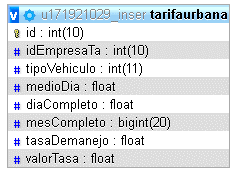 v u171921029_inser tarifaurbana
id : int(10)
# idEmpresaTa : int(10)
# tipoVehiculo : int(11)
# medioDia : float
# diaCompleto : float
# mesCompleto : bigint(20)
# tasaDemanejo : float
# valorTasa : float